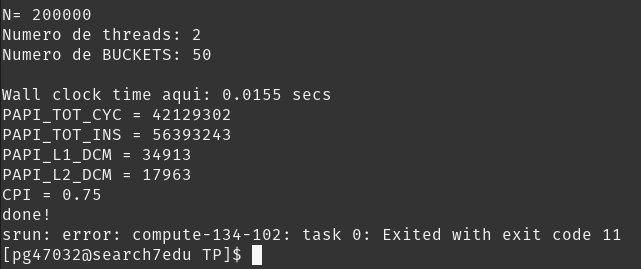 N= 200000
Numero de threads: 2
Numero de BUCKETS: 50
Wall clock time aqui: 0.0155 secs
PAPI_TOT_CYC = 42129302
PAPI_TOT_INS = 56393243
PAPI_L1_DCM = 34913
PAPI_L2_DCM = 17963
CPI = 0.75
done!
srun: error: compute-134-102: task 0: Exited with exit code 11
[pg47032@search7edu TP]$